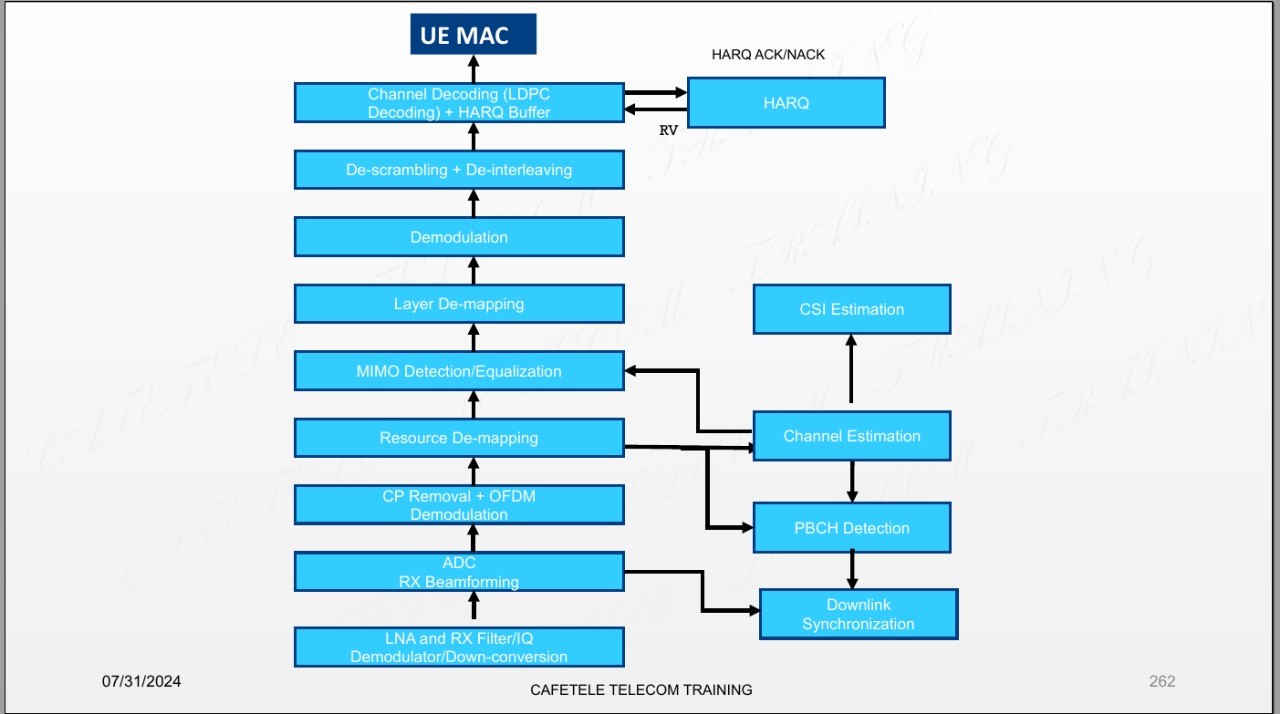 UE MAC
HARQ ACK/NACK
Channel Decoding (LDPC
Decoding) + HARQ Buffer
HARQ
RV
De-scrambling + De-interleaving
Demodulation
Layer De-mapping
CSI Estimation
MIMO Detection/Equalization
Resource De-mapping
Channel Estimation
CP Removal + OFDM
Demodulation
PBCH Detection
ADC
RX Beamforming
Downlink
Synchronization
LNA and RX Filter/IQ
Demodulator/Down-conversion
07/31/2024
CAFETELE TELECOM TRAINING
262